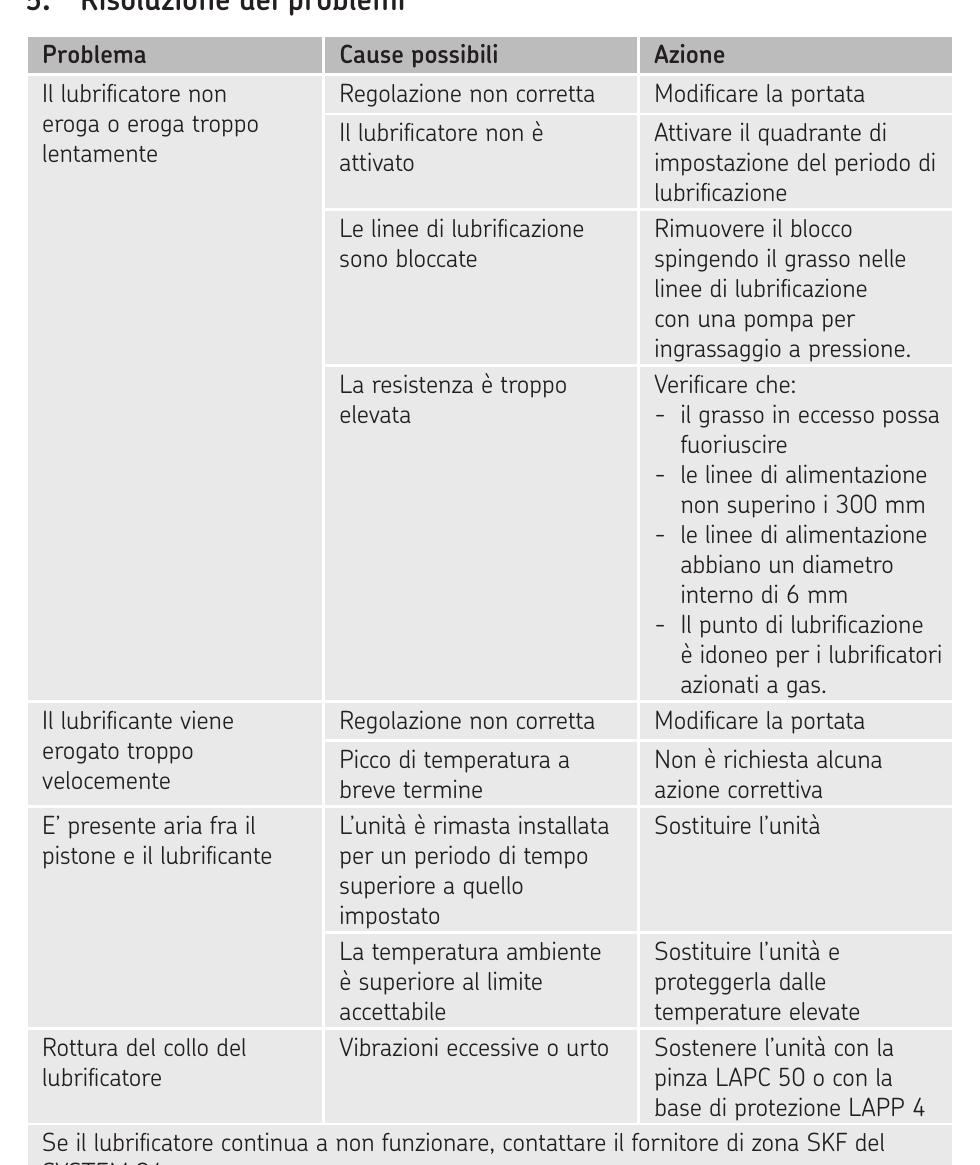 5. Risoluzione dei problemi
Problema
Cause possibili
Azione
Il lubrificatore non
eroga o eroga troppo
lentamente
Regolazione non corretta
Modificare la portata
Il lubrificatore non è
attivato
Attivare il quadrante di
impostazione del periodo di
lubrificazione
Le linee di lubrificazione
sono bloccate
Rimuovere il blocco
spingendo il grasso nelle
linee di lubrificazione
con una pompa per
ingrassaggio a pressione.
La resistenza è troppo
elevata
Verificare che:
- il grasso in eccesso possa
fuoriuscire
- le linee di alimentazione
non superino i 300 mm
- le linee di alimentazione
abbiano un diametro
interno di 6 mm
- Il punto di lubrificazione
è idoneo per i lubrificatori
azionati a gas.
Il lubrificante viene
erogato troppo
velocemente
Regolazione non corretta
Modificare la portata
Picco di temperatura a
breve termine
Non è richiesta alcuna
azione correttiva
E' presente aria fra il
pistone e il lubrificante
L'unità è rimasta installata
per un periodo di tempo
superiore a quello
impostato
Sostituire l'unità
La temperatura ambiente
è superiore al limite
accettabile
Sostituire l'unità e
proteggerla dalle
temperature elevate
Rottura del collo del
lubrificatore
Vibrazioni eccessive o urto
Sostenere l'unità con la
pinza LAPC 50 o con la
base di protezione LAPP 4
Se il lubrificatore continua a non funzionare, contattare il fornitore di zona SKF del